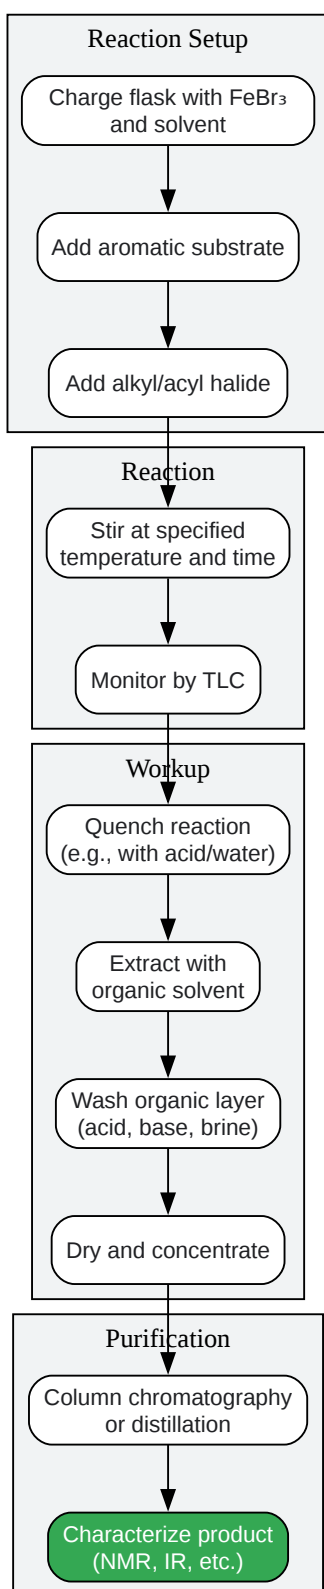 Reaction Setup
Charge flask with FeBr₃
and solvent
Add aromatic substrate
Add alkyl/acyl halide
Reaction
Stir at specified
temperature and time
Monitor by TLC
Workup
Quench reaction
(e.g., with acid/water)
Extract with
organic solvent
Wash organic layer
(acid, base, brine)
Dry and concentrate
Purification
Column chromatography
or distillation
Characterize product
(NMR, IR, etc.)